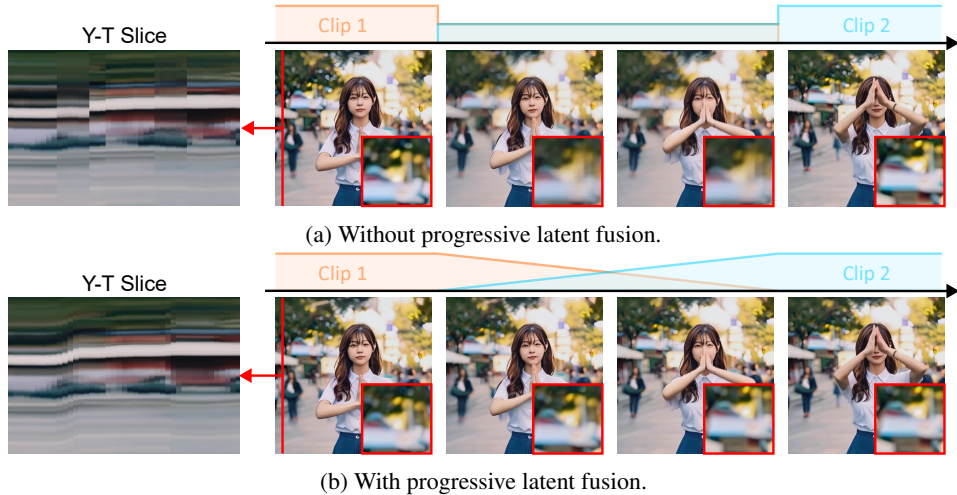 Clip 1
Clip 2
Y-T Slice
(a) Without progressive latent fusion.
Clip 1
Clip 2
Y-T Slice
(b) With progressive latent fusion.